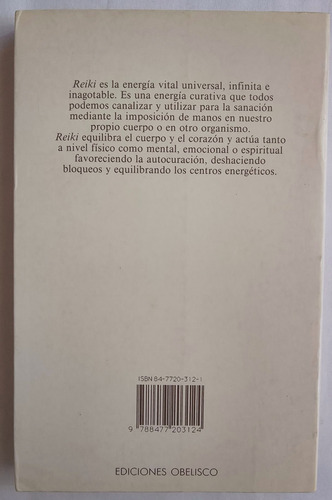 Reiki es la energía vital universal, infinita e
inagotable. Es una energía curativa que todos
podemos canalizar y utilizar para la sanación
mediante la imposición de manos en nuestro
propio cuerpo o en otro organismo.
Reiki equilibra el cuerpo y el corazón y actúa tanto
a nivel físico como mental, emocional o espiritual
favoreciendo la autocuración, deshaciendo
bloqueos y equilibrando los centros energéticos.
ISBN 84-7720-312-1
9 788477 203124
EDICIONES OBELISCO